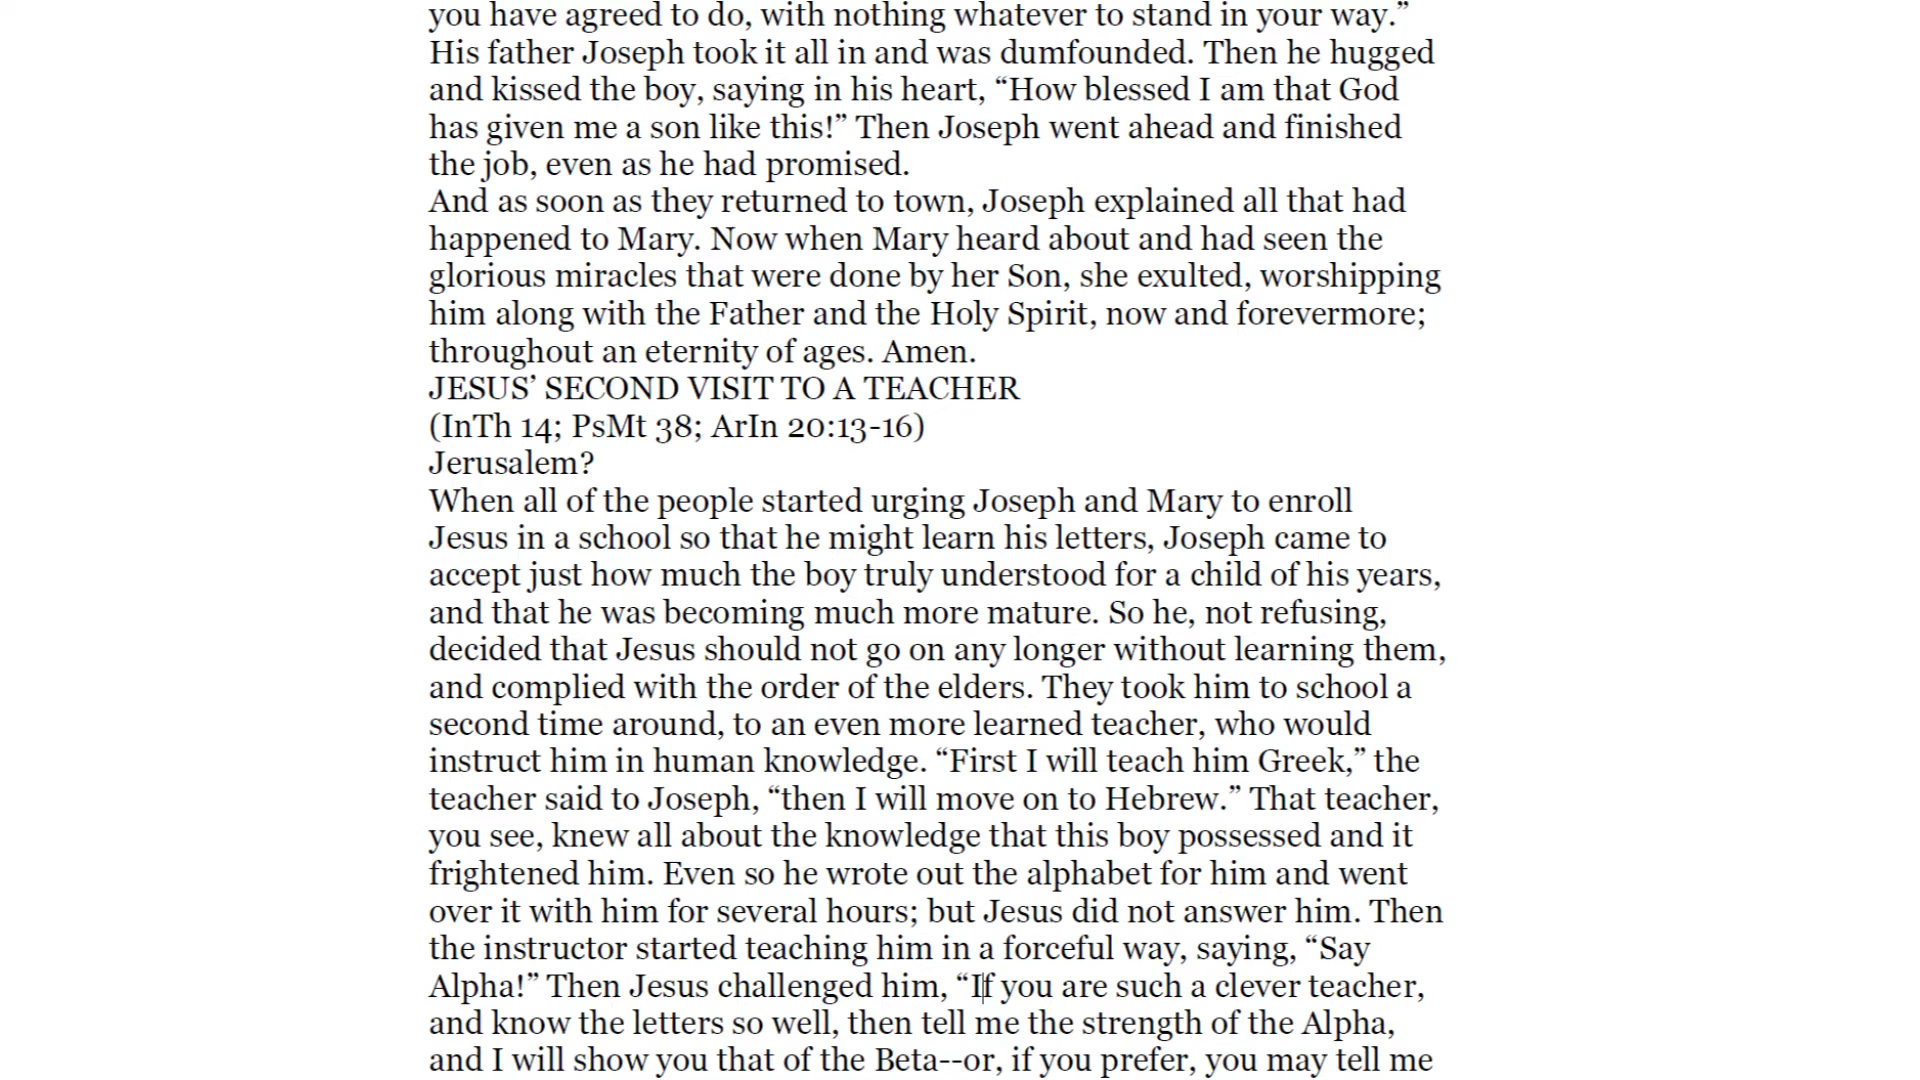 you have agreed to do, with nothing whatever to stand in your way.”
His father Joseph took it all in and was dumfounded. Then he hugged
and kissed the boy, saying in his heart, “How blessed I am that God
has given me a son like this!” Then Joseph went ahead and finished
the job, even as he had promised.
And as soon as they returned to town, Joseph explained all that had
happened to Mary. Now when Mary heard about and had seen the
glorious miracles that were done by her Son, she exulted, worshipping
him along with the Father and the Holy Spirit, now and forevermore;
throughout an eternity of ages. Amen.
JESUS’ SECOND VISIT TO A TEACHER
(InTh 14; PsMt 38; ArIn 20:13-16)
Jerusalem?
When all of the people started urging Joseph and Mary to enroll
Jesus in a school so that he might learn his letters, Joseph came to
accept just how much the boy truly understood for a child of his years,
and that he was becoming much more mature. So he, not refusing,
decided that Jesus should not go on any longer without learning them,
and complied with the order of the elders. They took him to school a
second time around, to an even more learned teacher, who would
instruct him in human knowledge. “First I will teach him Greek,” the
teacher said to Joseph, “then I will move on to Hebrew.” That teacher,
you see, knew all about the knowledge that this boy possessed and it
frightened him. Even so he wrote out the alphabet for him and went
over it with him for several hours; but Jesus did not answer him. Then
the instructor started teaching him in a forceful way, saying, “Say
Alpha!” Then Jesus challenged him, “If you are such a clever teacher,
and know the letters so well, then tell me the strength of the Alpha,
and I will show you that of the Beta--or, if you prefer, you may tell me